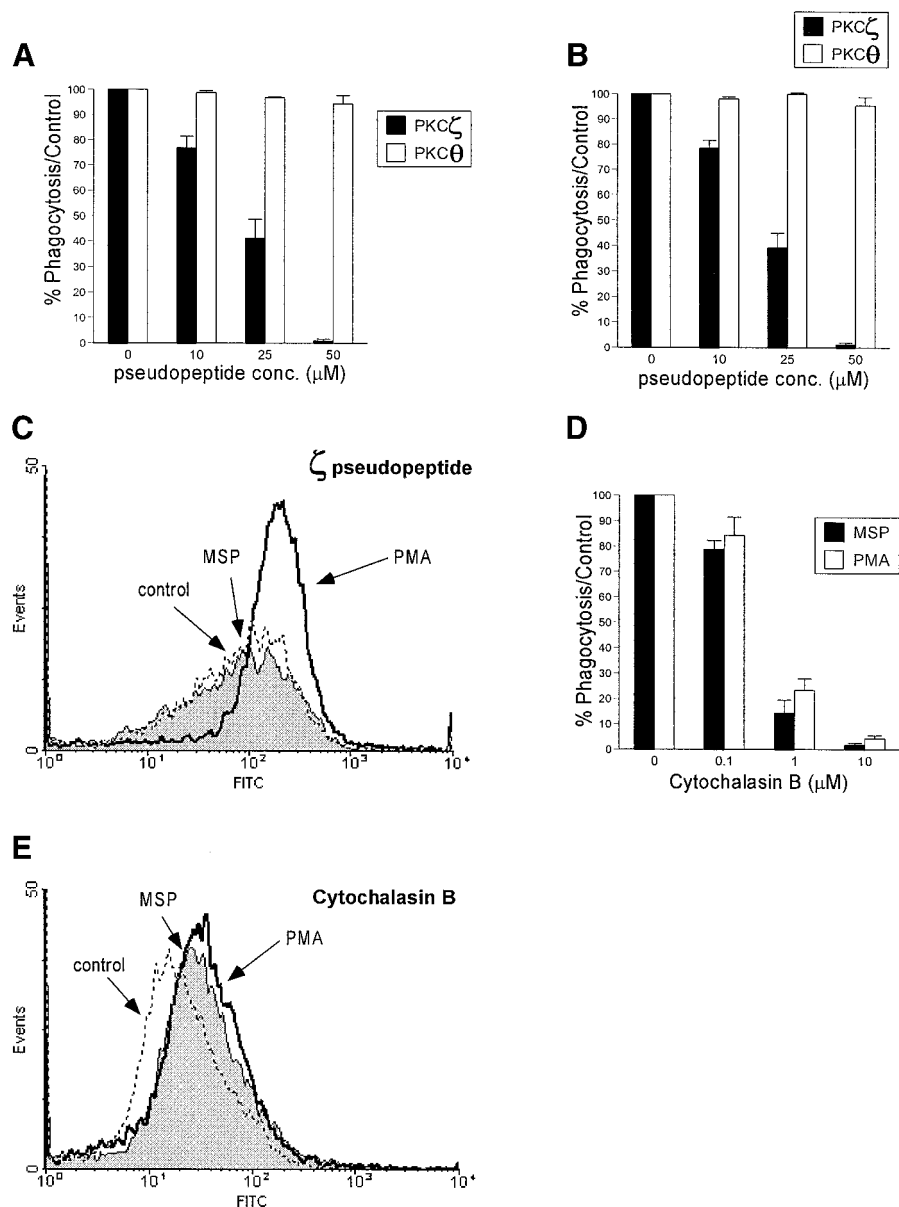 A
% Phagocytosis/Control
100
90
80
70
60
50
40
30
20
10
0
0 10 25 50
pseudopeptide conc. (μM)
PKCζ
PKCθ
B
PKCζ
PKCθ
% Phagocytosis/Control
100
90
80
70
60
50
40
30
20
10
0
0 10 25 50
pseudopeptide conc. (μM)
C
ζ pseudopeptide
50
Events
0
control
MSP
PMA
10⁰ 10¹ 10² 10³ 10⁴
FITC
D
% Phagocytosis/Control
100
90
80
70
60
50
40
30
20
10
0
0 0.1 1 10
Cytochalasin B (μM)
MSP
PMA
E
Cytochalasin B
50
Events
0
control
MSP
PMA
10⁰ 10¹ 10² 10³ 10⁴
FITC